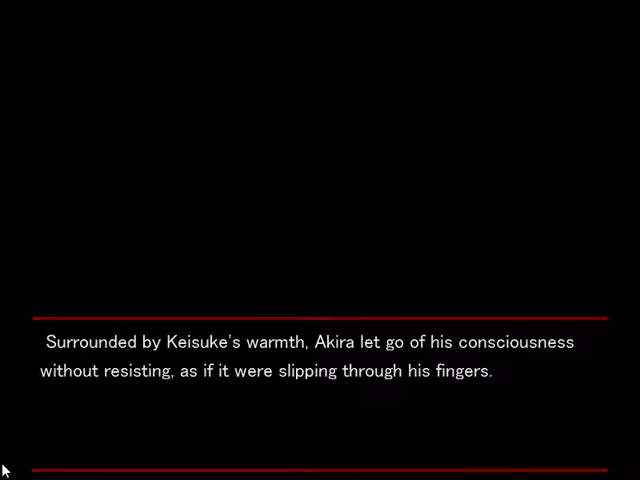 Surrounded by Keisuke's warmth, Akira let go of his consciousness
without resisting, as if it were slipping through his fingers.